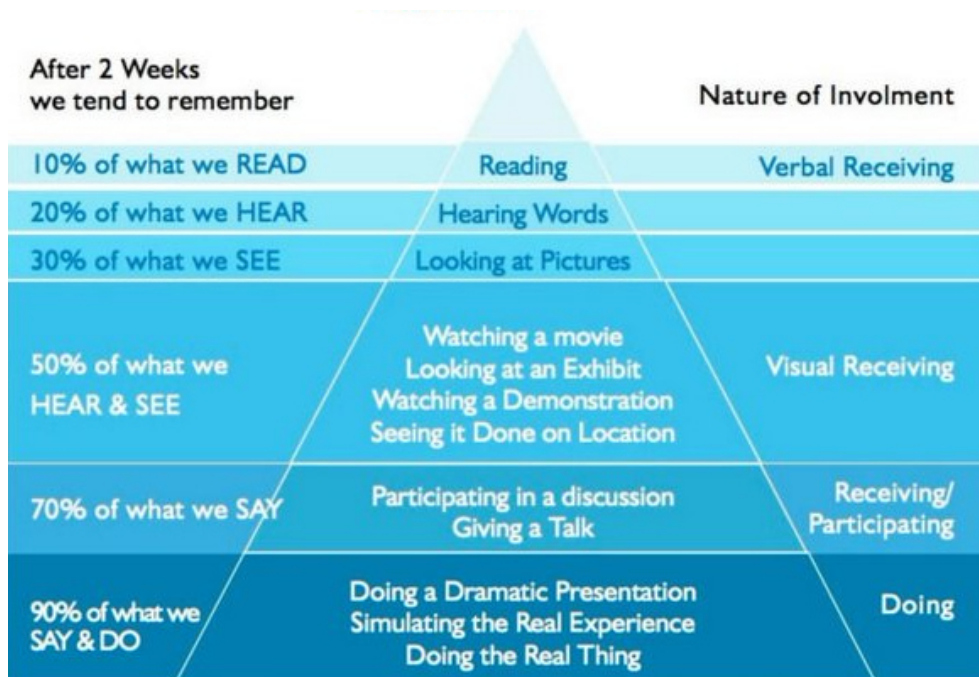 After 2 Weeks
we tend to remember
Nature of Involment
10% of what we READ
Reading
Verbal Receiving
20% of what we HEAR
Hearing Words
30% of what we SEE
Looking at Pictures
50% of what we
HEAR & SEE
Watching a movie
Looking at an Exhibit
Watching a Demonstration
Seeing it Done on Location
Visual Receiving
70% of what we SAY
Participating in a discussion
Giving a Talk
Receiving/
Participating
90% of what we
SAY & DO
Doing a Dramatic Presentation
Simulating the Real Experience
Doing the Real Thing
Doing